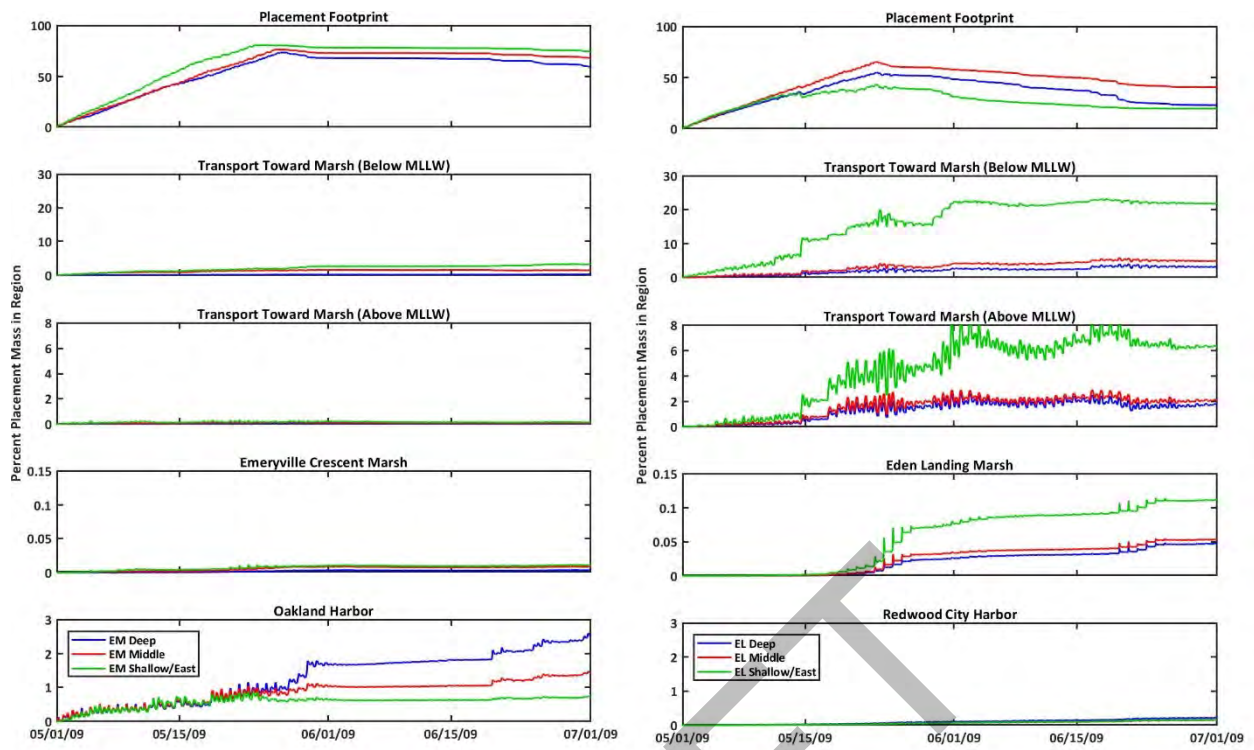 Placement Footprint
100
50
0
Transport Toward Marsh (Below MLLW)
30
20
10
0
Transport Toward Marsh (Above MLLW)
8
6
4
2
0
Percent Placement Mass in Region
Emeryville Crescent Marsh
0.15
0.1
0.05
0
Oakland Harbor
3
2
1
0
EM Deep
EM Middle
EM Shallow/East
05/01/09 05/15/09 06/01/09 06/15/09 07/01/09
Placement Footprint
100
50
0
Transport Toward Marsh (Below MLLW)
30
20
10
0
Transport Toward Marsh (Above MLLW)
8
6
4
2
0
Percent Placement Mass in Region
Eden Landing Marsh
0.15
0.1
0.05
0
Redwood City Harbor
3
2
1
0
EL Deep
EL Middle
EL Shallow/East
05/01/09 05/15/09 06/01/09 06/15/09 07/01/09